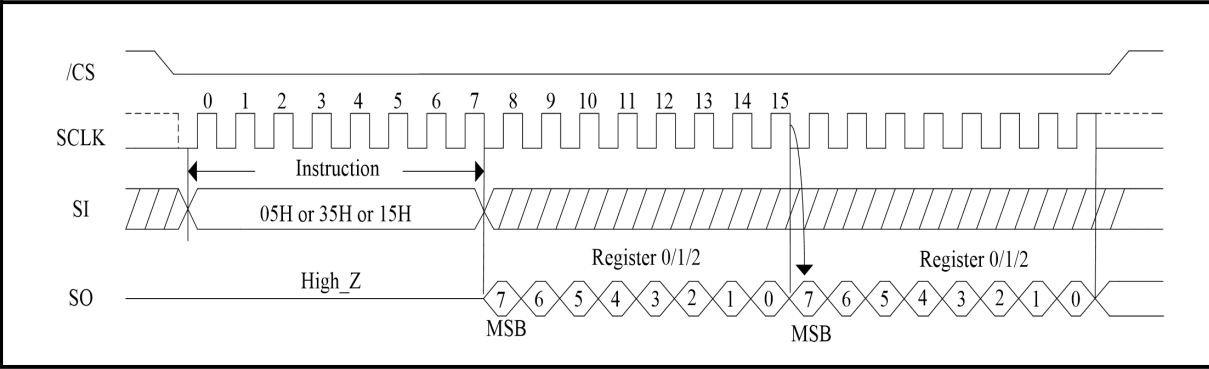 /CS
0 1 2 3 4 5 6 7 8 9 10 11 12 13 14 15
SCLK
Instruction
SI
05H or 35H or 15H
Register 0/1/2 Register 0/1/2
High_Z
SO
7 6 5 4 3 2 1 0 7 6 5 4 3 2 1 0
MSB MSB